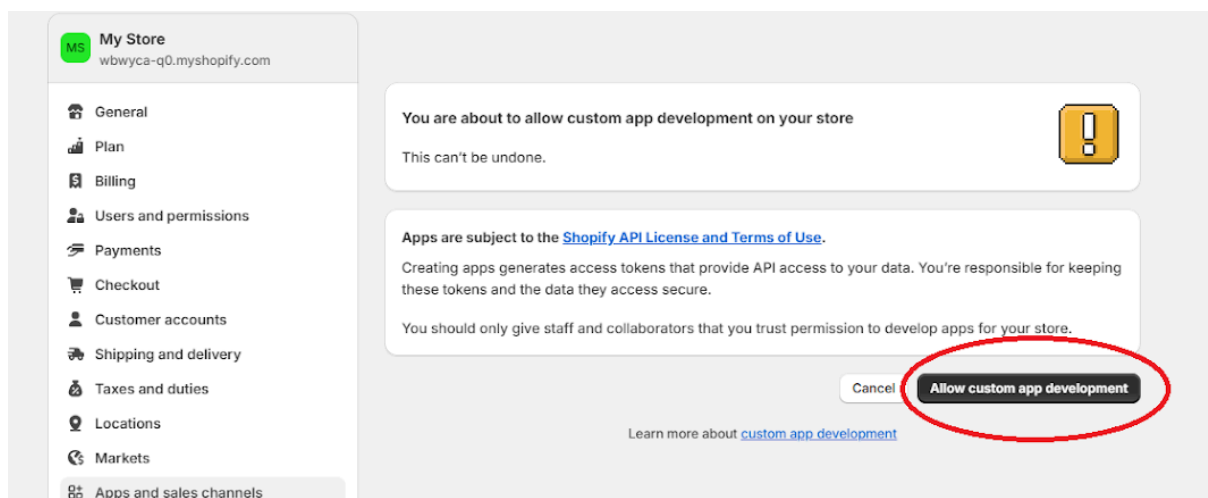 MS
My Store
wbwyca-q0.myshopify.com
General
Plan
Billing
Users and permissions
Payments
Checkout
Customer accounts
Shipping and delivery
Taxes and duties
Locations
Markets
Apps and sales channels
You are about to allow custom app development on your store
This can't be undone.
Apps are subject to the Shopify API License and Terms of Use.
Creating apps generates access tokens that provide API access to your data. You're responsible for keeping
these tokens and the data they access secure.
You should only give staff and collaborators that you trust permission to develop apps for your store.
Cancel
Allow custom app development
Learn more about custom app development